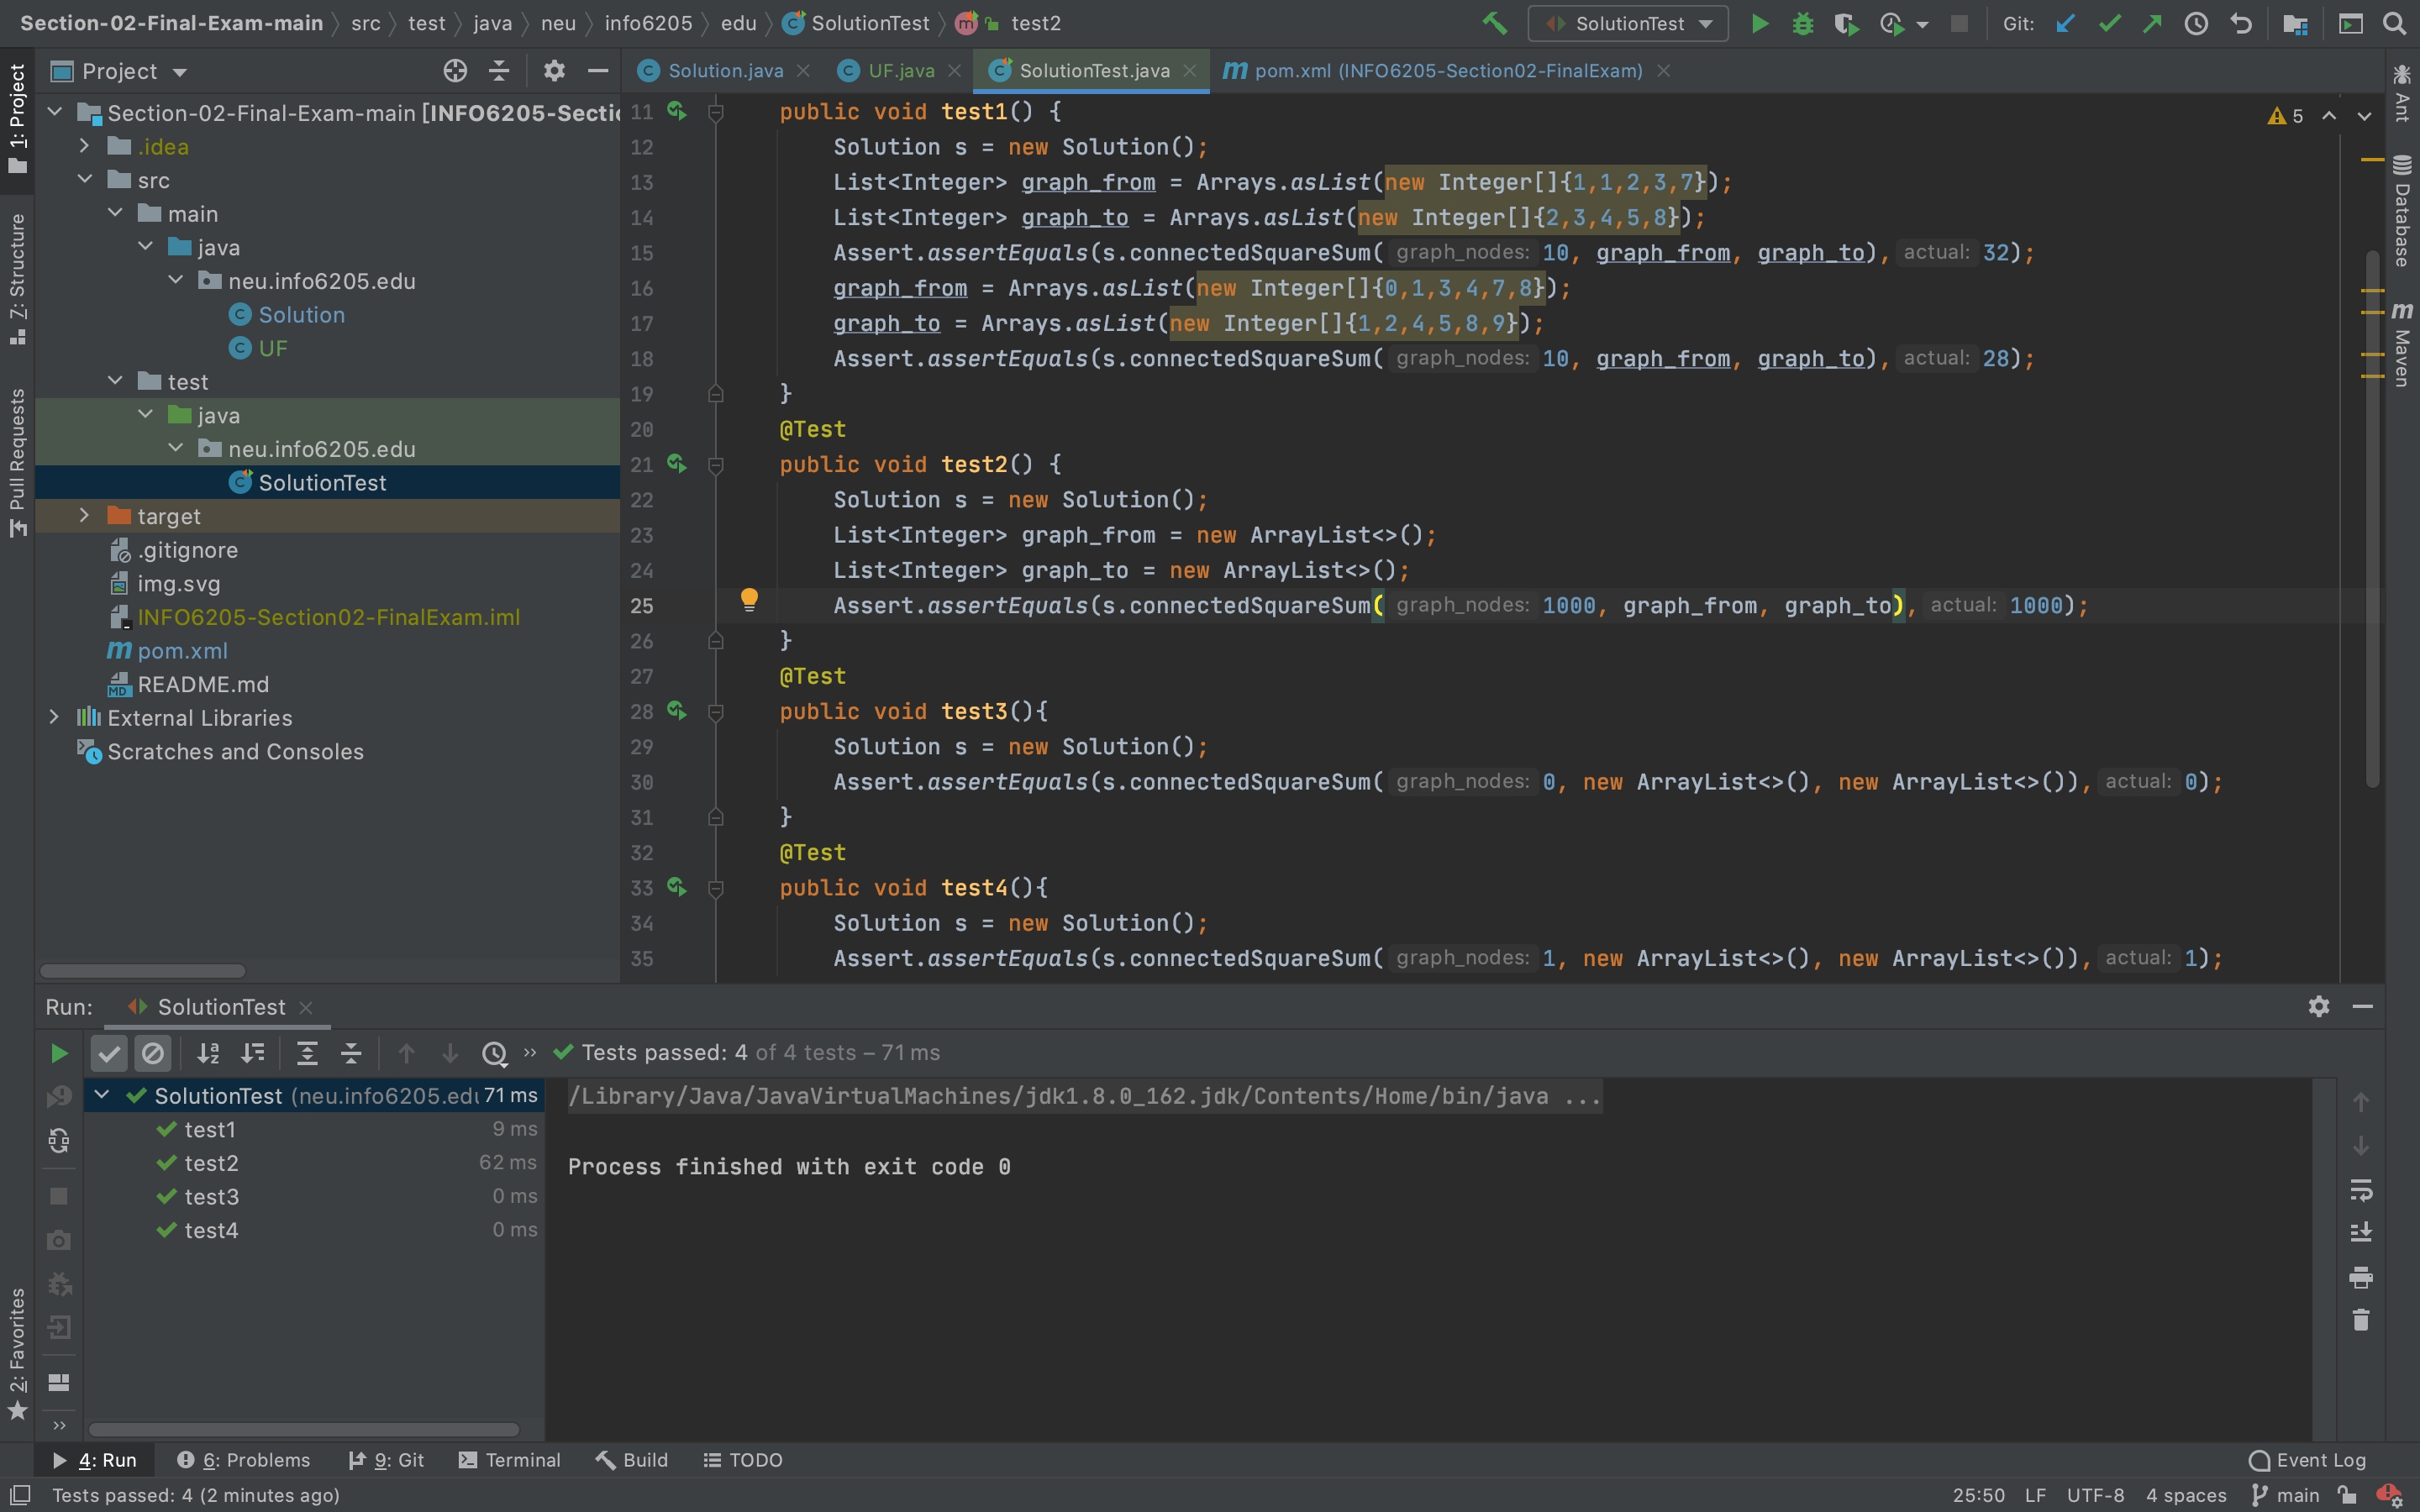 Section-02-Final-Exam-main src test java neu info6205 edu SolutionTest test2
SolutionTest Git:
1: Project
Z: Structure
Pull Requests
2: Favorites
Project
Section-02-Final-Exam-main [INFO6205-Sectio
.idea
src
main
java
neu.info6205.edu
Solution
UF
test
java
neu.info6205.edu
SolutionTest
target
.gitignore
img.svg
INFO6205-Section02-FinalExam.iml
pom.xml
README.md
External Libraries
Scratches and Consoles
Solution.java UF.java SolutionTest.java pom.xml (INFO6205-Section02-FinalExam)
5
11 public void test1() {
12 Solution s = new Solution();
13 List<Integer> graph_from = Arrays.asList(new Integer[]{1,1,2,3,7});
14 List<Integer> graph_to = Arrays.asList(new Integer[]{2,3,4,5,8});
15 Assert.assertEquals(s.connectedSquareSum( graph_nodes: 10, graph_from, graph_to), actual: 32);
16 graph_from = Arrays.asList(new Integer[]{0,1,3,4,7,8});
17 graph_to = Arrays.asList(new Integer[]{1,2,4,5,8,9});
18 Assert.assertEquals(s.connectedSquareSum( graph_nodes: 10, graph_from, graph_to), actual: 28);
19 }
20 @Test
21 public void test2() {
22 Solution s = new Solution();
23 List<Integer> graph_from = new ArrayList<>();
24 List<Integer> graph_to = new ArrayList<>();
25 Assert.assertEquals(s.connectedSquareSum( graph_nodes: 1000, graph_from, graph_to), actual: 1000);
26 }
27 @Test
28 public void test3(){
29 Solution s = new Solution();
30 Assert.assertEquals(s.connectedSquareSum( graph_nodes: 0, new ArrayList<>(), new ArrayList<>()), actual: 0);
31 }
32 @Test
33 public void test4(){
34 Solution s = new Solution();
35 Assert.assertEquals(s.connectedSquareSum( graph_nodes: 1, new ArrayList<>(), new ArrayList<>()), actual: 1);
Ant
Database
Maven
Run: SolutionTest
Tests passed: 4 of 4 tests – 71 ms
SolutionTest (neu.info6205.edu 71 ms
test1 9 ms
test2 62 ms
test3 0 ms
test4 0 ms
/Library/Java/JavaVirtualMachines/jdk1.8.0_162.jdk/Contents/Home/bin/java ...
Process finished with exit code 0
4: Run 6: Problems 9: Git Terminal Build TODO Event Log
Tests passed: 4 (2 minutes ago) 25:50 LF UTF-8 4 spaces main